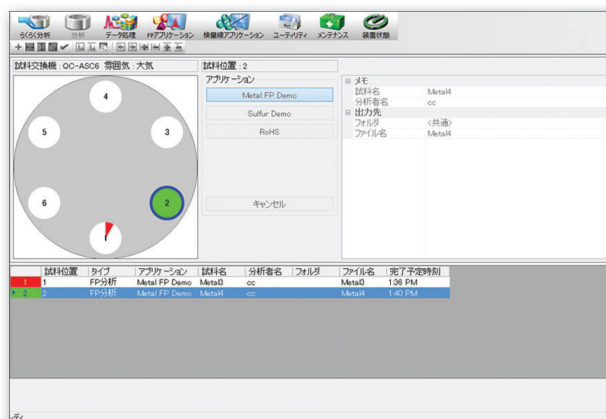 らくらく分析 分析 データ処理 FPアプリケーション 検量線アプリケーション ユーティリティ メンテナンス 装置状態
試料交換機 : QC-ASC6 雰囲気 : 大気
試料位置 : 2
アプリケーション
Metal FP Demo
Sulfur Demo
RoHS
キャンセル
メモ
試料名 Metal4
分析者名 cc
出力先
フォルダ <共通>
ファイル名 Metal4
4
5 3
6 2
1
試料位置 タイプ アプリケーション 試料名 分析者名 フォルダ ファイル名 完了予定時刻
1 1 FP分析 Metal FP Demo Metal3 cc Metal3 1:36 PM
2 2 FP分析 Metal FP Demo Metal4 cc Metal4 1:40 PM